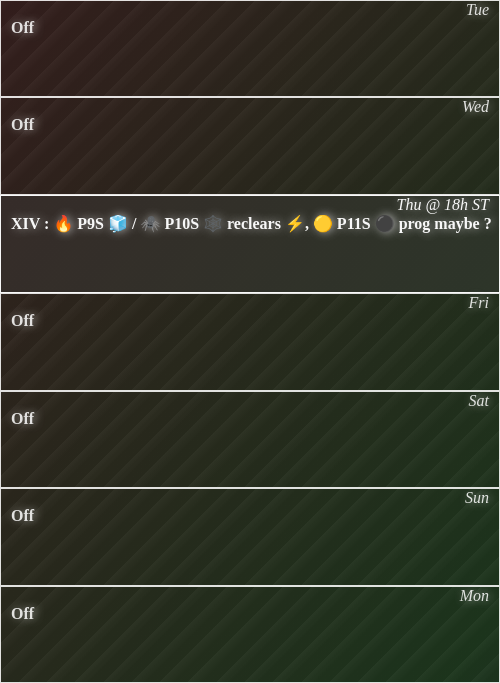 Tue
Off
Wed
Off
Thu @ 18h ST
XIV : 🔥 P9S 🧊 / 🕷 P10S 🕸 reclears ⚡, 🟡 P11S ⚫ prog maybe ?
Fri
Off
Sat
Off
Sun
Off
Mon
Off